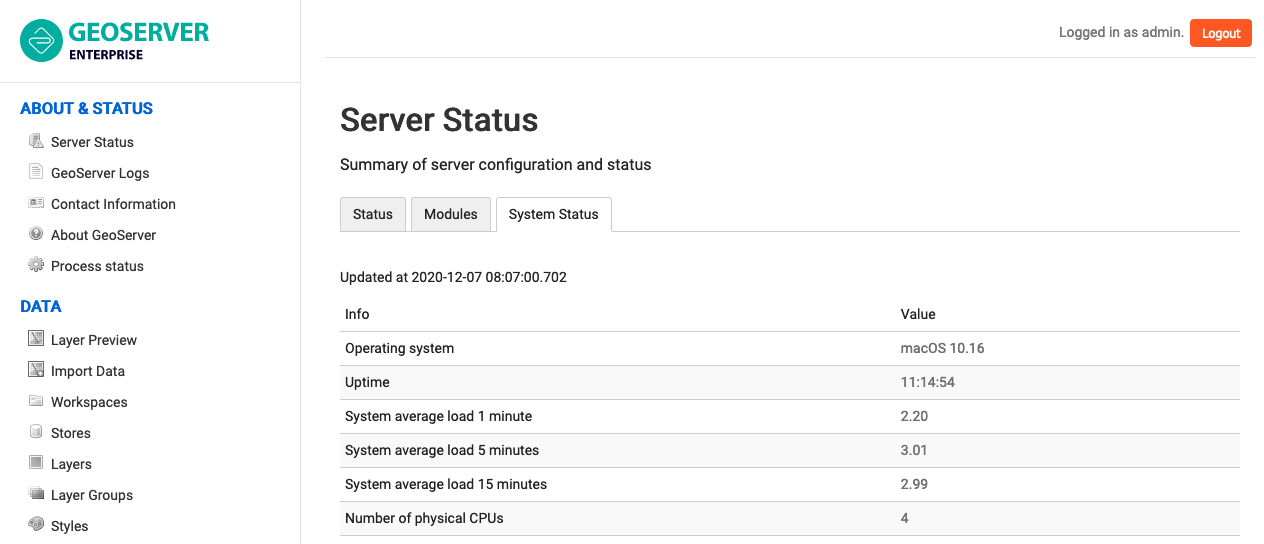 GEOSERVER
ENTERPRISE
Logged in as admin. Logout
ABOUT & STATUS
Server Status
GeoServer Logs
Contact Information
About GeoServer
Process status
DATA
Layer Preview
Import Data
Workspaces
Stores
Layers
Layer Groups
Styles
Server Status
Summary of server configuration and status
Status Modules System Status
Updated at 2020-12-07 08:07:00.702
Info Value
Operating system macOS 10.16
Uptime 11:14:54
System average load 1 minute 2.20
System average load 5 minutes 3.01
System average load 15 minutes 2.99
Number of physical CPUs 4